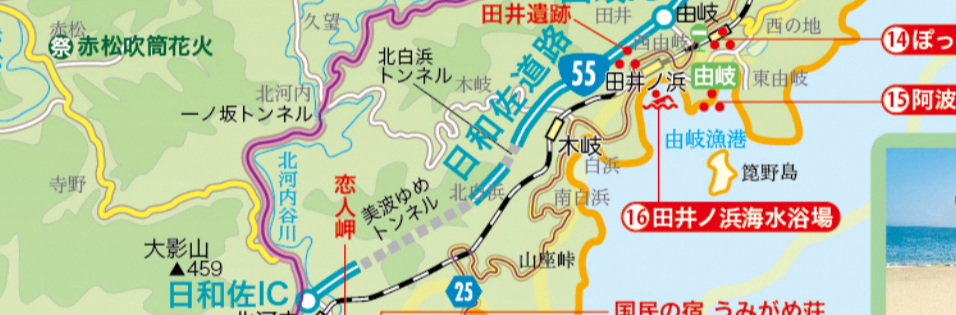 田井遺跡
田井
由岐
西の地
14 ぽっ
赤松
祭 赤松吹筒花火
久望
北白浜
トンネル
日和佐道路
55
西由岐
田井ノ浜
由岐
東由岐
15 阿波
北河内
一ノ坂トンネル
木岐
木岐
由岐漁港
箆野島
白浜
寺野
北河内谷川
恋人岬
美波ゆめ
トンネル
北白浜
南白浜
16 田井ノ浜海水浴場
大影山
▲459
山座峠
日和佐IC
25
国民の宿 うみがめ荘